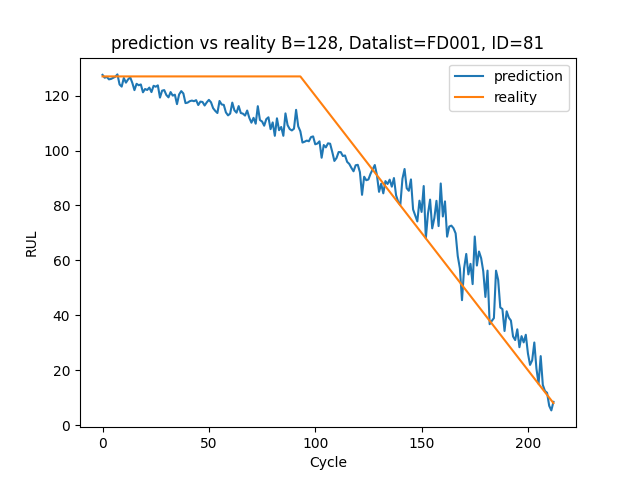 prediction vs reality B=128, Datalist=FD001, ID=81
prediction
reality
RUL
120
100
80
60
40
20
0
0 50 100 150 200
Cycle